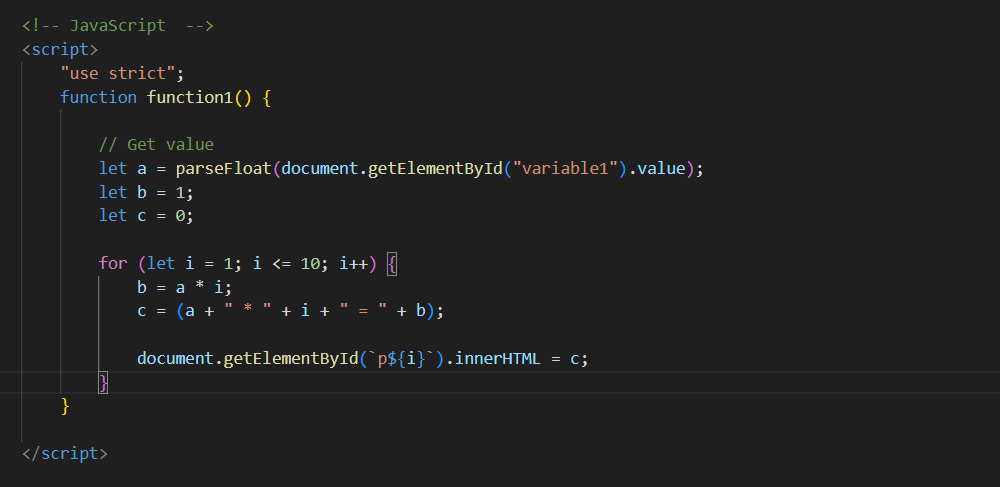 <!-- JavaScript  -->
<script>
    "use strict";
    function function1() {

        // Get value
        let a = parseFloat(document.getElementById("variable1").value);
        let b = 1;
        let c = 0;

        for (let i = 1; i <= 10; i++) {
            b = a * i;
            c = (a + " * " + i + " = " + b);

            document.getElementById(`p${i}`).innerHTML = c;
        }
    }

</script>